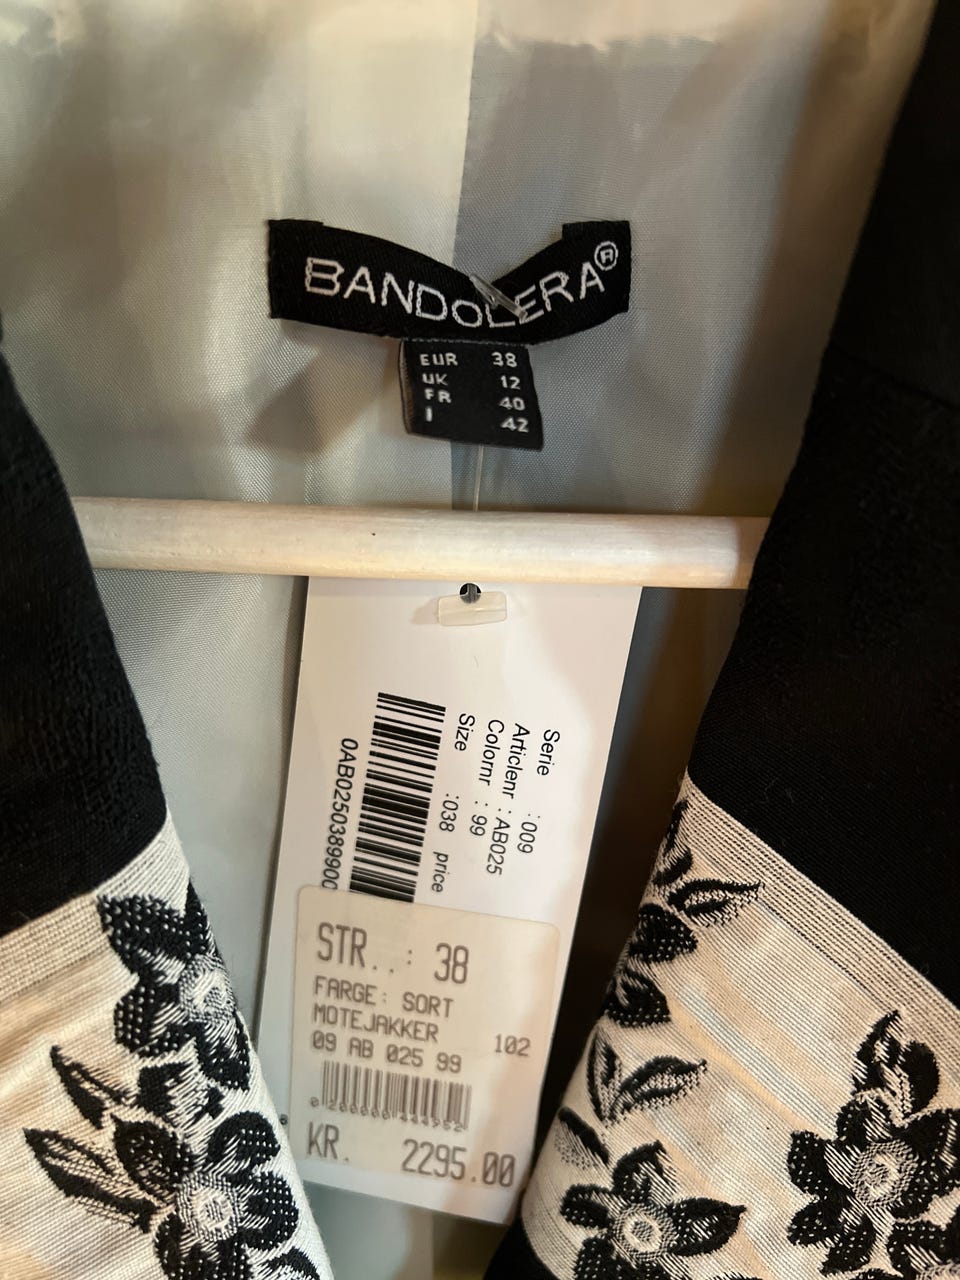 BANDOLERA®
EUR 38
UK 12
FR 40
I 42
Serie :009
Articlenr :AB025
Colornr :99
Size :038 price
0AB0250389900
STR..: 38
FARGE: SORT
MOTEJAKKER 102
09 AB 025 99
KR. 2295.00